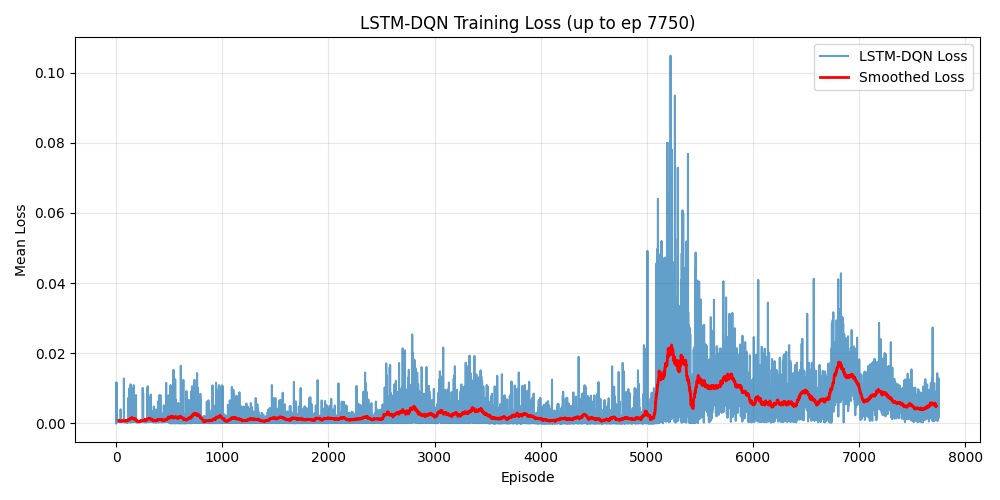 LSTM-DQN Training Loss (up to ep 7750)
LSTM-DQN Loss
Smoothed Loss
0.10
0.08
0.06
0.04
0.02
0.00
Mean Loss
0 1000 2000 3000 4000 5000 6000 7000 8000
Episode